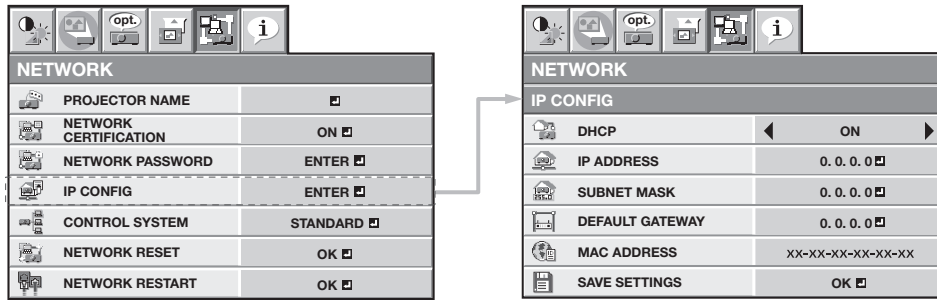 opt.
i
NETWORK
PROJECTOR NAME
NETWORK
CERTIFICATION
ON
NETWORK PASSWORD
ENTER
IP CONFIG
ENTER
CONTROL SYSTEM
STANDARD
NETWORK RESET
OK
NETWORK RESTART
OK
opt.
i
NETWORK
IP CONFIG
DHCP
ON
IP ADDRESS
0. 0. 0. 0
SUBNET MASK
0. 0. 0. 0
DEFAULT GATEWAY
0. 0. 0. 0
MAC ADDRESS
XX-XX-XX-XX-XX-XX
SAVE SETTINGS
OK